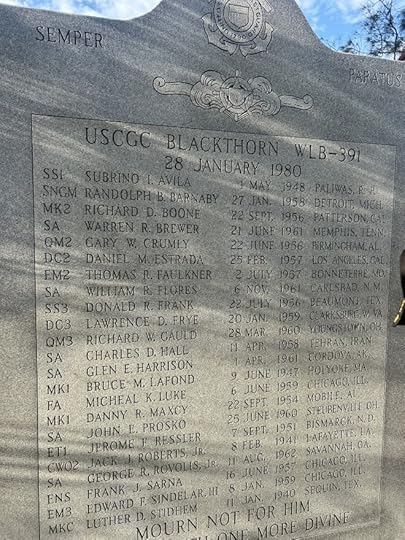 SEMPER PARATUS
USCGC BLACKTHORN WLB-391
28 JANUARY 1980
SS1 SUBRINO I. AVILA 4 MAY 1948 PALIWAS, R. P.
SNGM RANDOLPH B. BARNABY 27 JAN. 1958 DETROIT, MICH.
MK2 RICHARD D. BOONE 22 SEPT. 1956 PATTERSON, CAL.
SA WARREN R. BREWER 21 JUNE 1961 MEMPHIS, TENN.
QM2 GARY W. CRUMLY 22 JUNE 1956 BIRMINGHAM, AL.
DC2 DANIEL M. ESTRADA 25 FEB. 1957 LOS ANGELES, CAL.
EM2 THOMAS R. FAULKNER 2 JULY 1957 BONNETERRE, MO.
SA WILLIAM R. FLORES 6 NOV. 1961 CARLSBAD, N.M.
SS3 DONALD R. FRANK 22 JULY 1956 BEAUMONT, TEX.
DC3 LAWRENCE D. FRYE 20 JAN. 1959 CLARKSBURG, W. VA.
QM3 RICHARD W. GAULD 28 MAR. 1960 YOUNGSTOWN, OH.
SA CHARLES D. HALL 11 APR. 1958 TEHRAN, IRAN
SA GLEN E. HARRISON 1 APR. 1961 CORDOVA, AK.
MK1 BRUCE M. LAFOND 9 JUNE 1947 HOLYOKE, MA.
FA MICHEAL K. LUKE 6 JUNE 1959 CHICAGO, ILL.
MK1 DANNY R. MAXCY 22 SEPT. 1954 MOBILE, AL.
SA JOHN E. PROSKO 25 JUNE 1960 STEUBENVILLE, OH.
ET1 JEROME F. RESSLER 7 SEPT. 1951 BISMARCK, N.D.
CWO2 JACK J. ROBERTS, JR. 8 FEB. 1941 LAFAYETTE, LA.
SA GEORGE R. ROVOLIS, JR. 11 AUG. 1962 SAVANNAH, GA.
ENS FRANK J. SARNA 16 JUNE 1957 CHICAGO, ILL.
EM3 EDWARD F. SINDELAR, III 8 JAN. 1959 CHICAGO, ILL.
MKC LUTHER D. STIDHEM 11 JAN. 1940 SEQUIN, TEX.
MOURN NOT FOR HIM
ONE MORE DIVINE